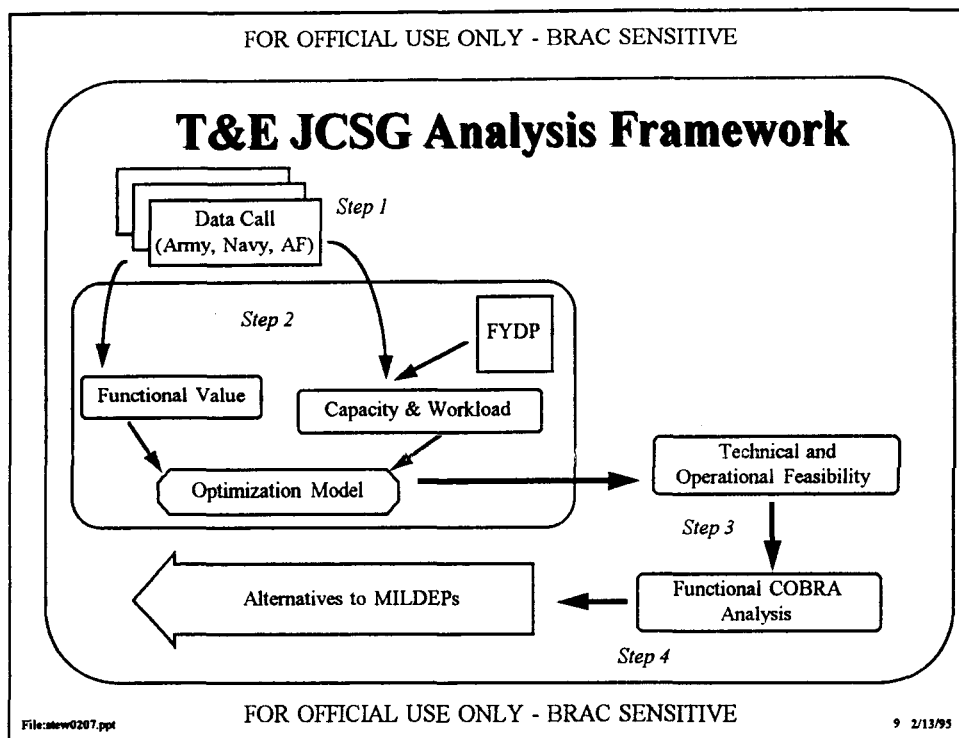 FOR OFFICIAL USE ONLY - BRAC SENSITIVE
T&E JCSG Analysis Framework
Step 1
Data Call
(Army, Navy, AF)
Step 2
FYDP
Functional Value
Capacity & Workload
Optimization Model
Technical and
Operational Feasibility
Step 3
Functional COBRA
Analysis
Alternatives to MILDEPs
Step 4
FOR OFFICIAL USE ONLY - BRAC SENSITIVE
File:stew0207.ppt
9 2/13/95